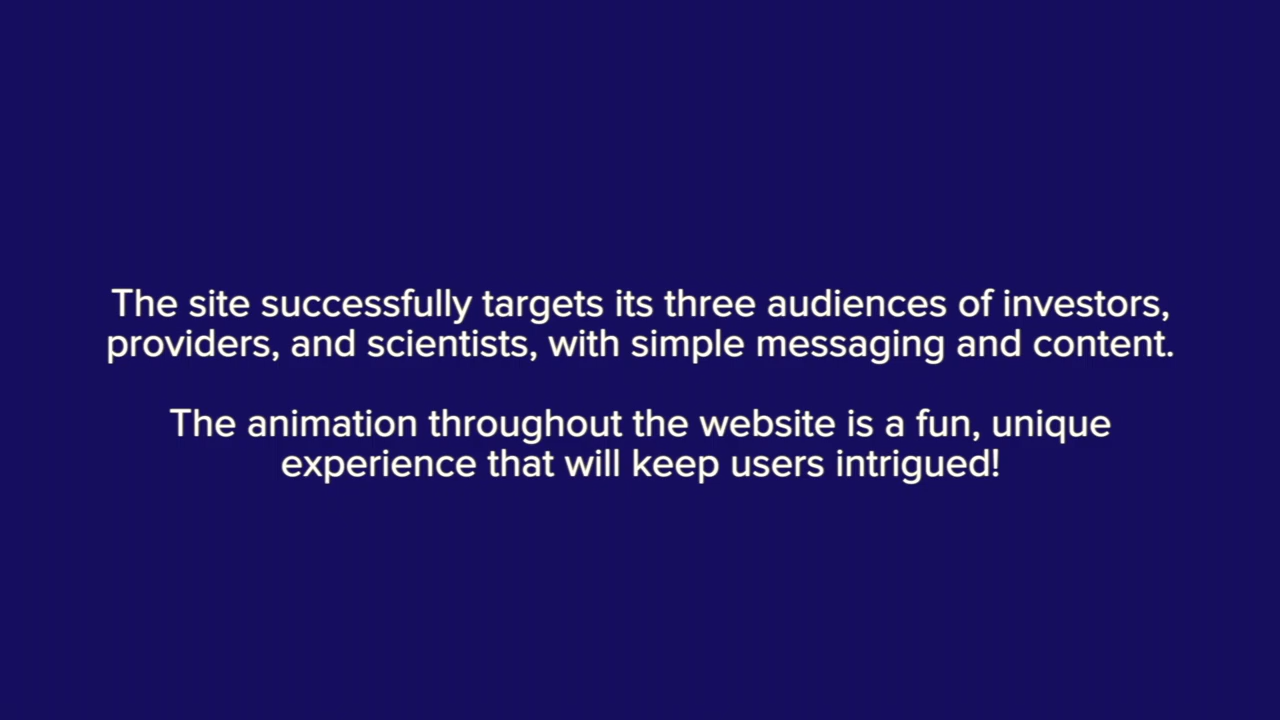 The site successfully targets its three audiences of investors,
providers, and scientists, with simple messaging and content.
The animation throughout the website is a fun, unique
experience that will keep users intrigued!